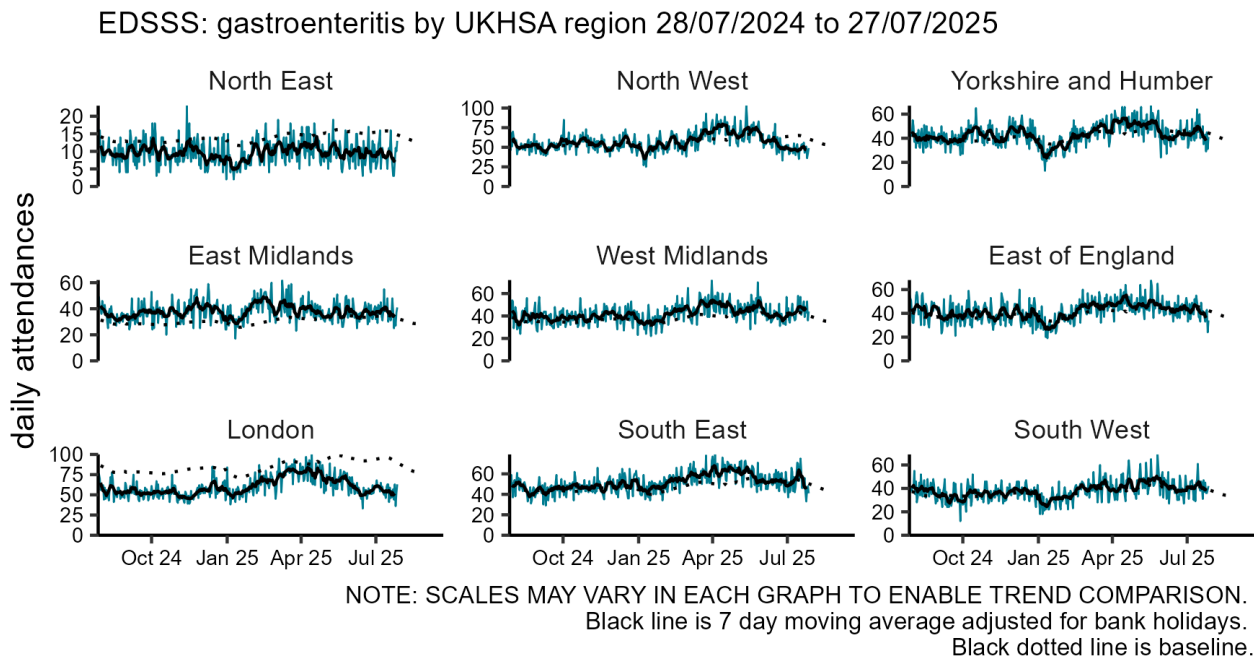 EDSSS: gastroenteritis by UKHSA region 28/07/2024 to 27/07/2025
North East
North West
Yorkshire and Humber
20
15
10
5
0
100
75
50
25
0
60
40
20
0
daily attendances
East Midlands
West Midlands
East of England
60
40
20
0
60
40
20
0
60
40
20
0
London
South East
South West
100
75
50
25
0
60
40
20
0
60
40
20
0
Oct 24 Jan 25 Apr 25 Jul 25
Oct 24 Jan 25 Apr 25 Jul 25
Oct 24 Jan 25 Apr 25 Jul 25
NOTE: SCALES MAY VARY IN EACH GRAPH TO ENABLE TREND COMPARISON.
Black line is 7 day moving average adjusted for bank holidays.
Black dotted line is baseline.